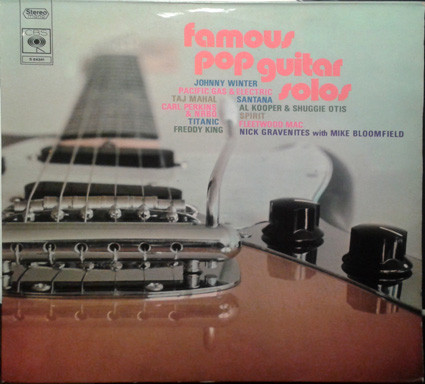 Stereo
CBS
famous
pop guitar
solos
JOHNNY WINTER
PACIFIC GAS & ELECTRIC
TAJ MAHAL SANTANA
CARL PERKINS AL KOOPER & SHUGGIE OTIS
& NRBQ SPIRIT
TITANIC FLEETWOOD MAC
FREDDY KING NICK GRAVENITES with MIKE BLOOMFIELD